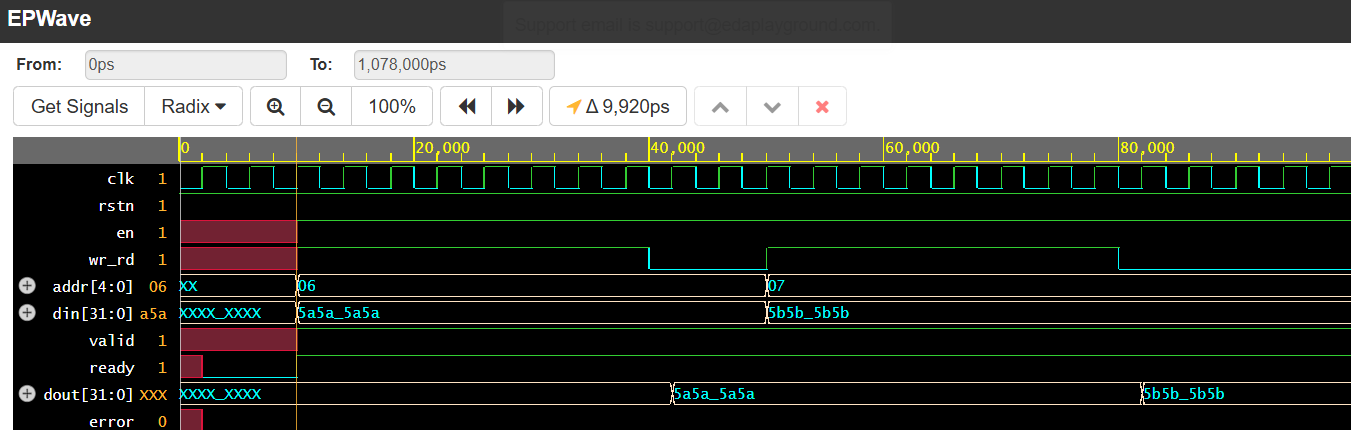 EPWave
Support email is support@edaplayground.com
From: 0ps To: 1,078,000ps
Get Signals Radix 100% Δ 9,920ps
0 20,000 40,000 60,000 80,000
clk 1
rstn 1
en 1
wr_rd 1
addr[4:0] 06 XX 06 07
din[31:0] a5a XXXX_XXXX 5a5a_5a5a 5b5b_5b5b
valid 1
ready 1
dout[31:0] XXX XXXX_XXXX 5a5a_5a5a 5b5b_5b5b
error 0